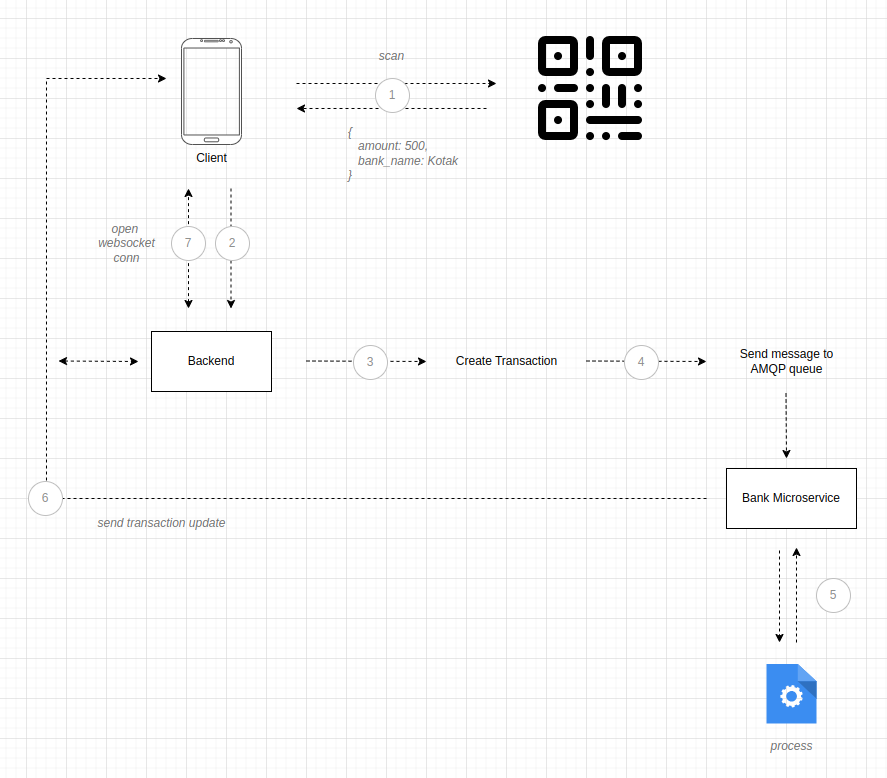 scan
1
{
amount: 500,
bank_name: Kotak
}
Client
open
websocket
conn
7
2
Backend
3
Create Transaction
4
Send message to
AMQP queue
6
send transaction update
Bank Microservice
5
process